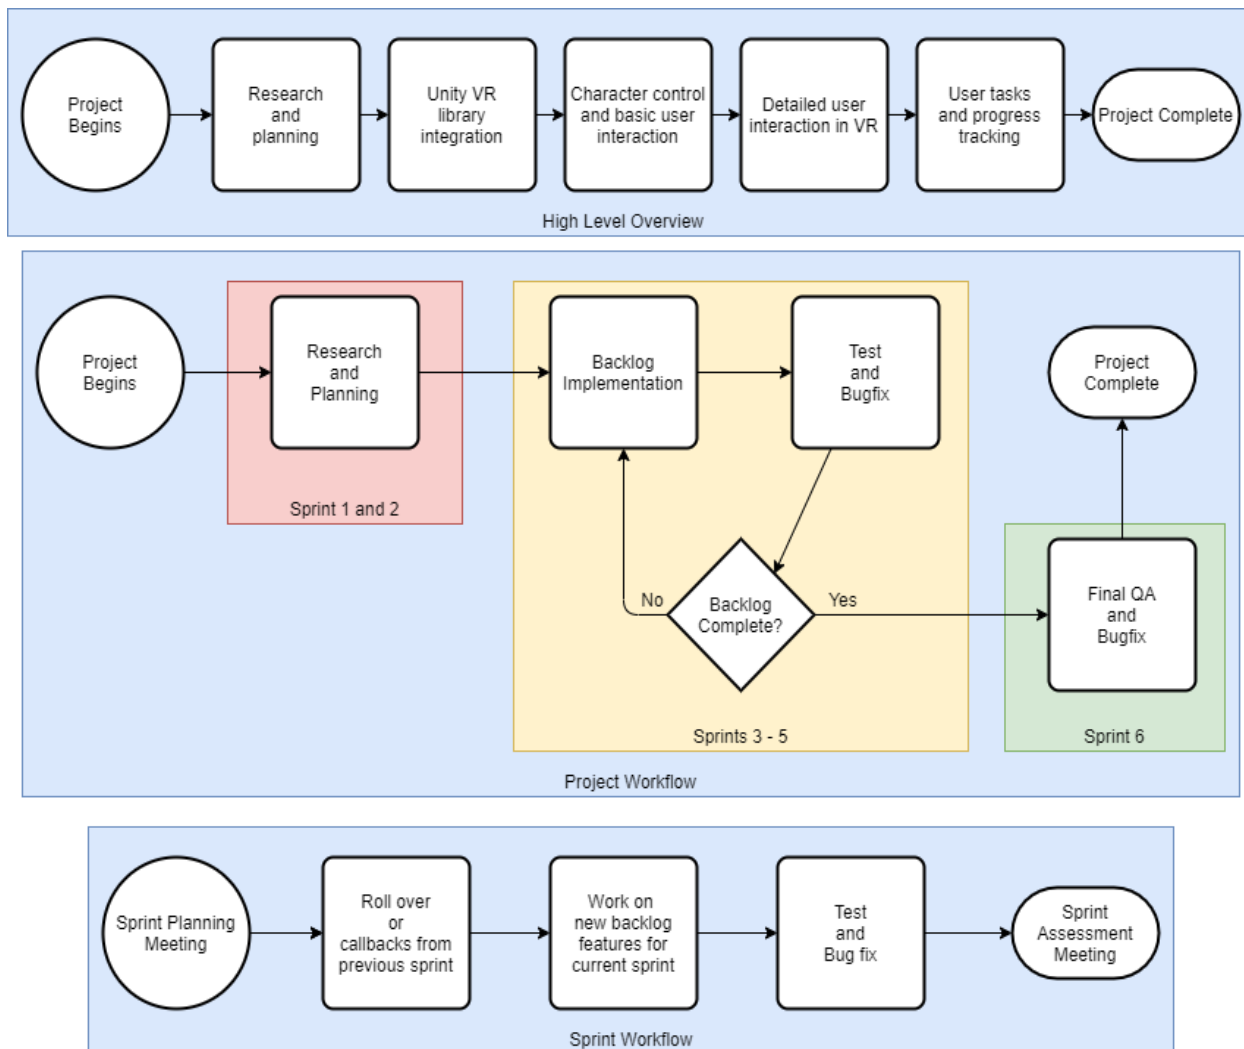 Project
Begins
Research
and
planning
Unity VR
library
integration
Character control
and basic user
interaction
Detailed user
interaction in VR
User tasks
and progress
tracking
Project Complete
High Level Overview
Project
Begins
Research
and
Planning
Sprint 1 and 2
Backlog
Implementation
Test
and
Bugfix
No
Backlog
Complete?
Yes
Sprints 3 - 5
Project
Complete
Final QA
and
Bugfix
Sprint 6
Project Workflow
Sprint Planning
Meeting
Roll over
or
callbacks from
previous sprint
Work on
new backlog
features for
current sprint
Test
and
Bug fix
Sprint
Assessment
Meeting
Sprint Workflow